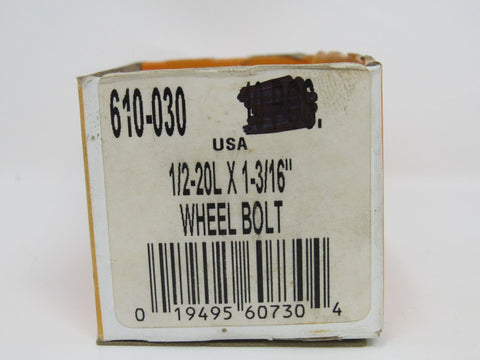 610-030
USA
1/2-20L X 1-3/16"
WHEEL BOLT
0 19495 60730 4